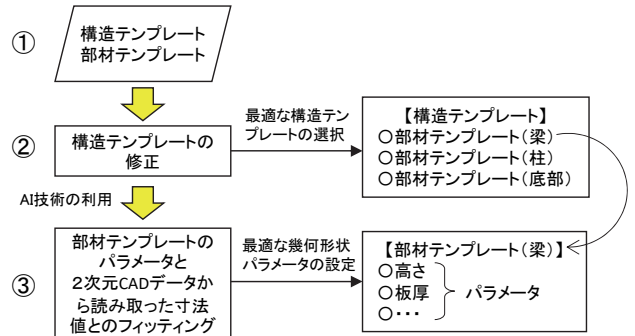 ①
構造テンプレート
部材テンプレート
②
構造テンプレートの
修正
最適な構造テン
プレートの選択
【構造テンプレート】
○部材テンプレート(梁)
○部材テンプレート(柱)
○部材テンプレート(底部)
AI技術の利用
③
部材テンプレートの
パラメータと
2次元CADデータか
ら読み取った寸法
値とのフィッティング
最適な幾何形状
パラメータの設定
【部材テンプレート(梁)】
○高さ
○板厚
○・・・
パラメータ